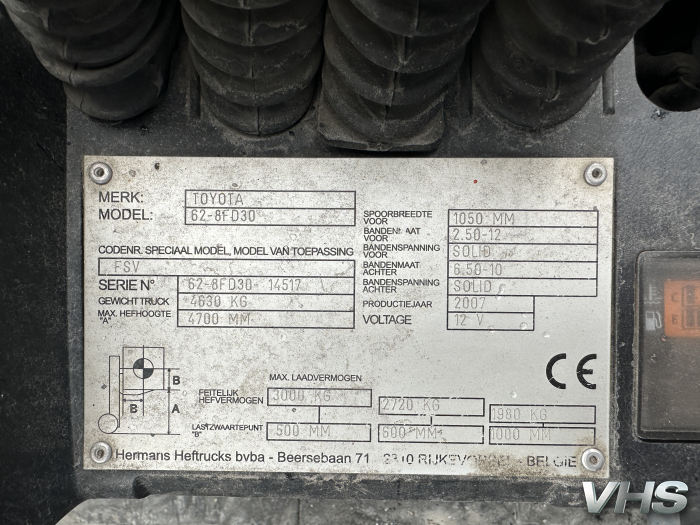 MERK: TOYOTA
MODEL: 62-8FD30
CODENR. SPECIAAL MODEL, MODEL VAN TOEPASSING
FSV
SERIE N° 62-8FD30- 14517
GEWICHT TRUCK 4630 KG
MAX. HEFHOOGTE "A" 4700 MM
SPOORBREEDTE VOOR 1050 MM
BANDENMAAT VOOR 2.50-12
BANDENSPANNING VOOR SOLID
BANDENMAAT ACHTER 6.50-10
BANDENSPANNING ACHTER SOLID
PRODUCTIEJAAR 2007
VOLTAGE 12 V
B
B
A
CE
MAX. LAADVERMOGEN
FEITELIJK HEFVERMOGEN 3000 KG 2720 KG 1980 KG
LASTZWAARTEPUNT "B" 500 MM 600 MM 1000 MM
Hermans Heftrucks bvba - Beersebaan 71 - 2310 RIJKEVORSEL - BELGIE
VHS